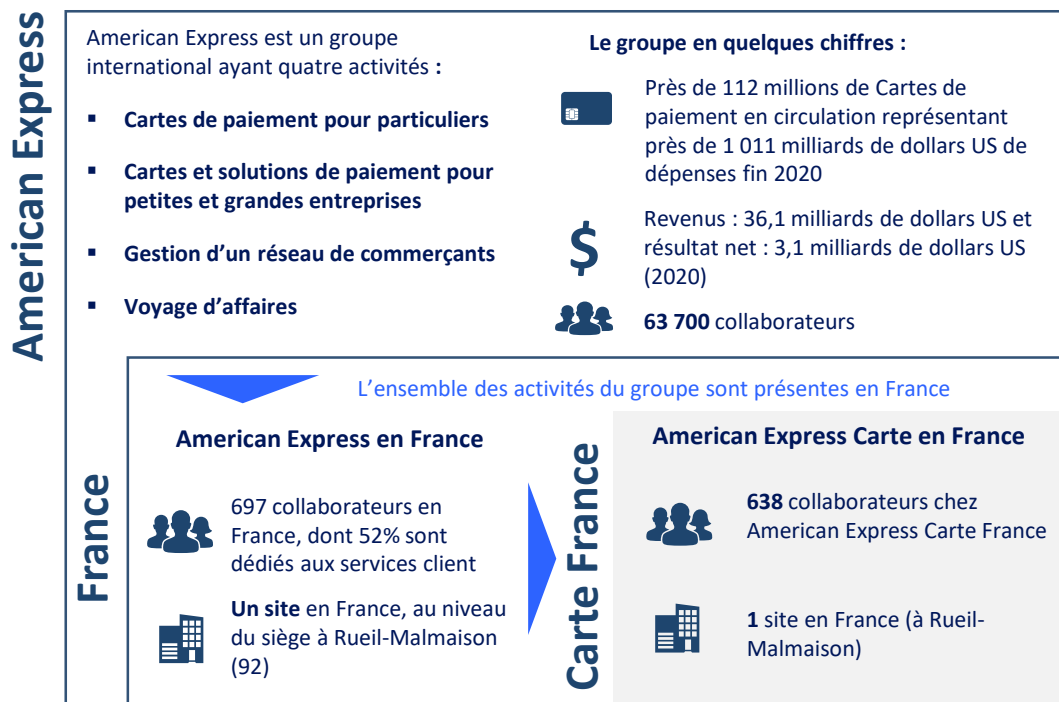 American Express
American Express est un groupe
international ayant quatre activités :
▪ Cartes de paiement pour particuliers
▪ Cartes et solutions de paiement pour
petites et grandes entreprises
▪ Gestion d’un réseau de commerçants
▪ Voyage d’affaires
Le groupe en quelques chiffres :
Près de 112 millions de Cartes de
paiement en circulation représentant
près de 1 011 milliards de dollars US de
dépenses fin 2020
$
Revenus : 36,1 milliards de dollars US et
résultat net : 3,1 milliards de dollars US
(2020)
63 700 collaborateurs
France
L’ensemble des activités du groupe sont présentes en France
American Express en France
697 collaborateurs en
France, dont 52% sont
dédiés aux services client
Un site en France, au niveau
du siège à Rueil-Malmaison
(92)
Carte France
American Express Carte en France
638 collaborateurs chez
American Express Carte France
1 site en France (à Rueil-
Malmaison)